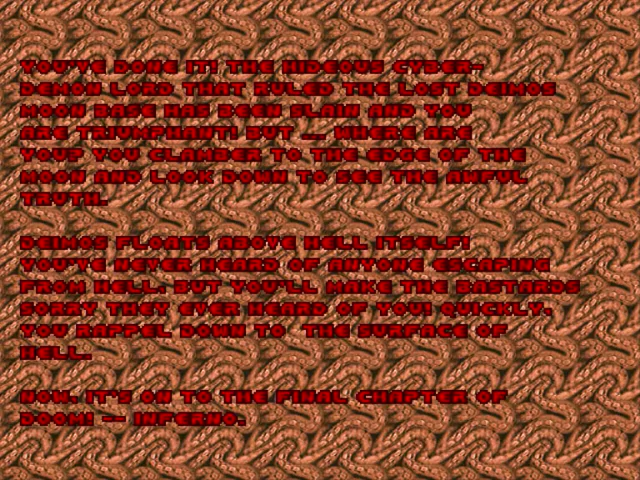 YOU'VE DONE IT! THE HIDEOUS CYBER-
DEMON LORD THAT RULED THE LOST DEIMOS
MOON BASE HAS BEEN SLAIN AND YOU
ARE TRIUMPHANT! BUT ... WHERE ARE
YOU? YOU CLAMBER TO THE EDGE OF THE
MOON AND LOOK DOWN TO SEE THE AWFUL
TRUTH.
DEIMOS FLOATS ABOVE HELL ITSELF!
YOU'VE NEVER HEARD OF ANYONE ESCAPING
FROM HELL, BUT YOU'LL MAKE THE BASTARDS
SORRY THEY EVER HEARD OF YOU! QUICKLY,
YOU RAPPEL DOWN TO  THE SURFACE OF
HELL.
NOW, IT'S ON TO THE FINAL CHAPTER OF
DOOM! -- INFERNO.